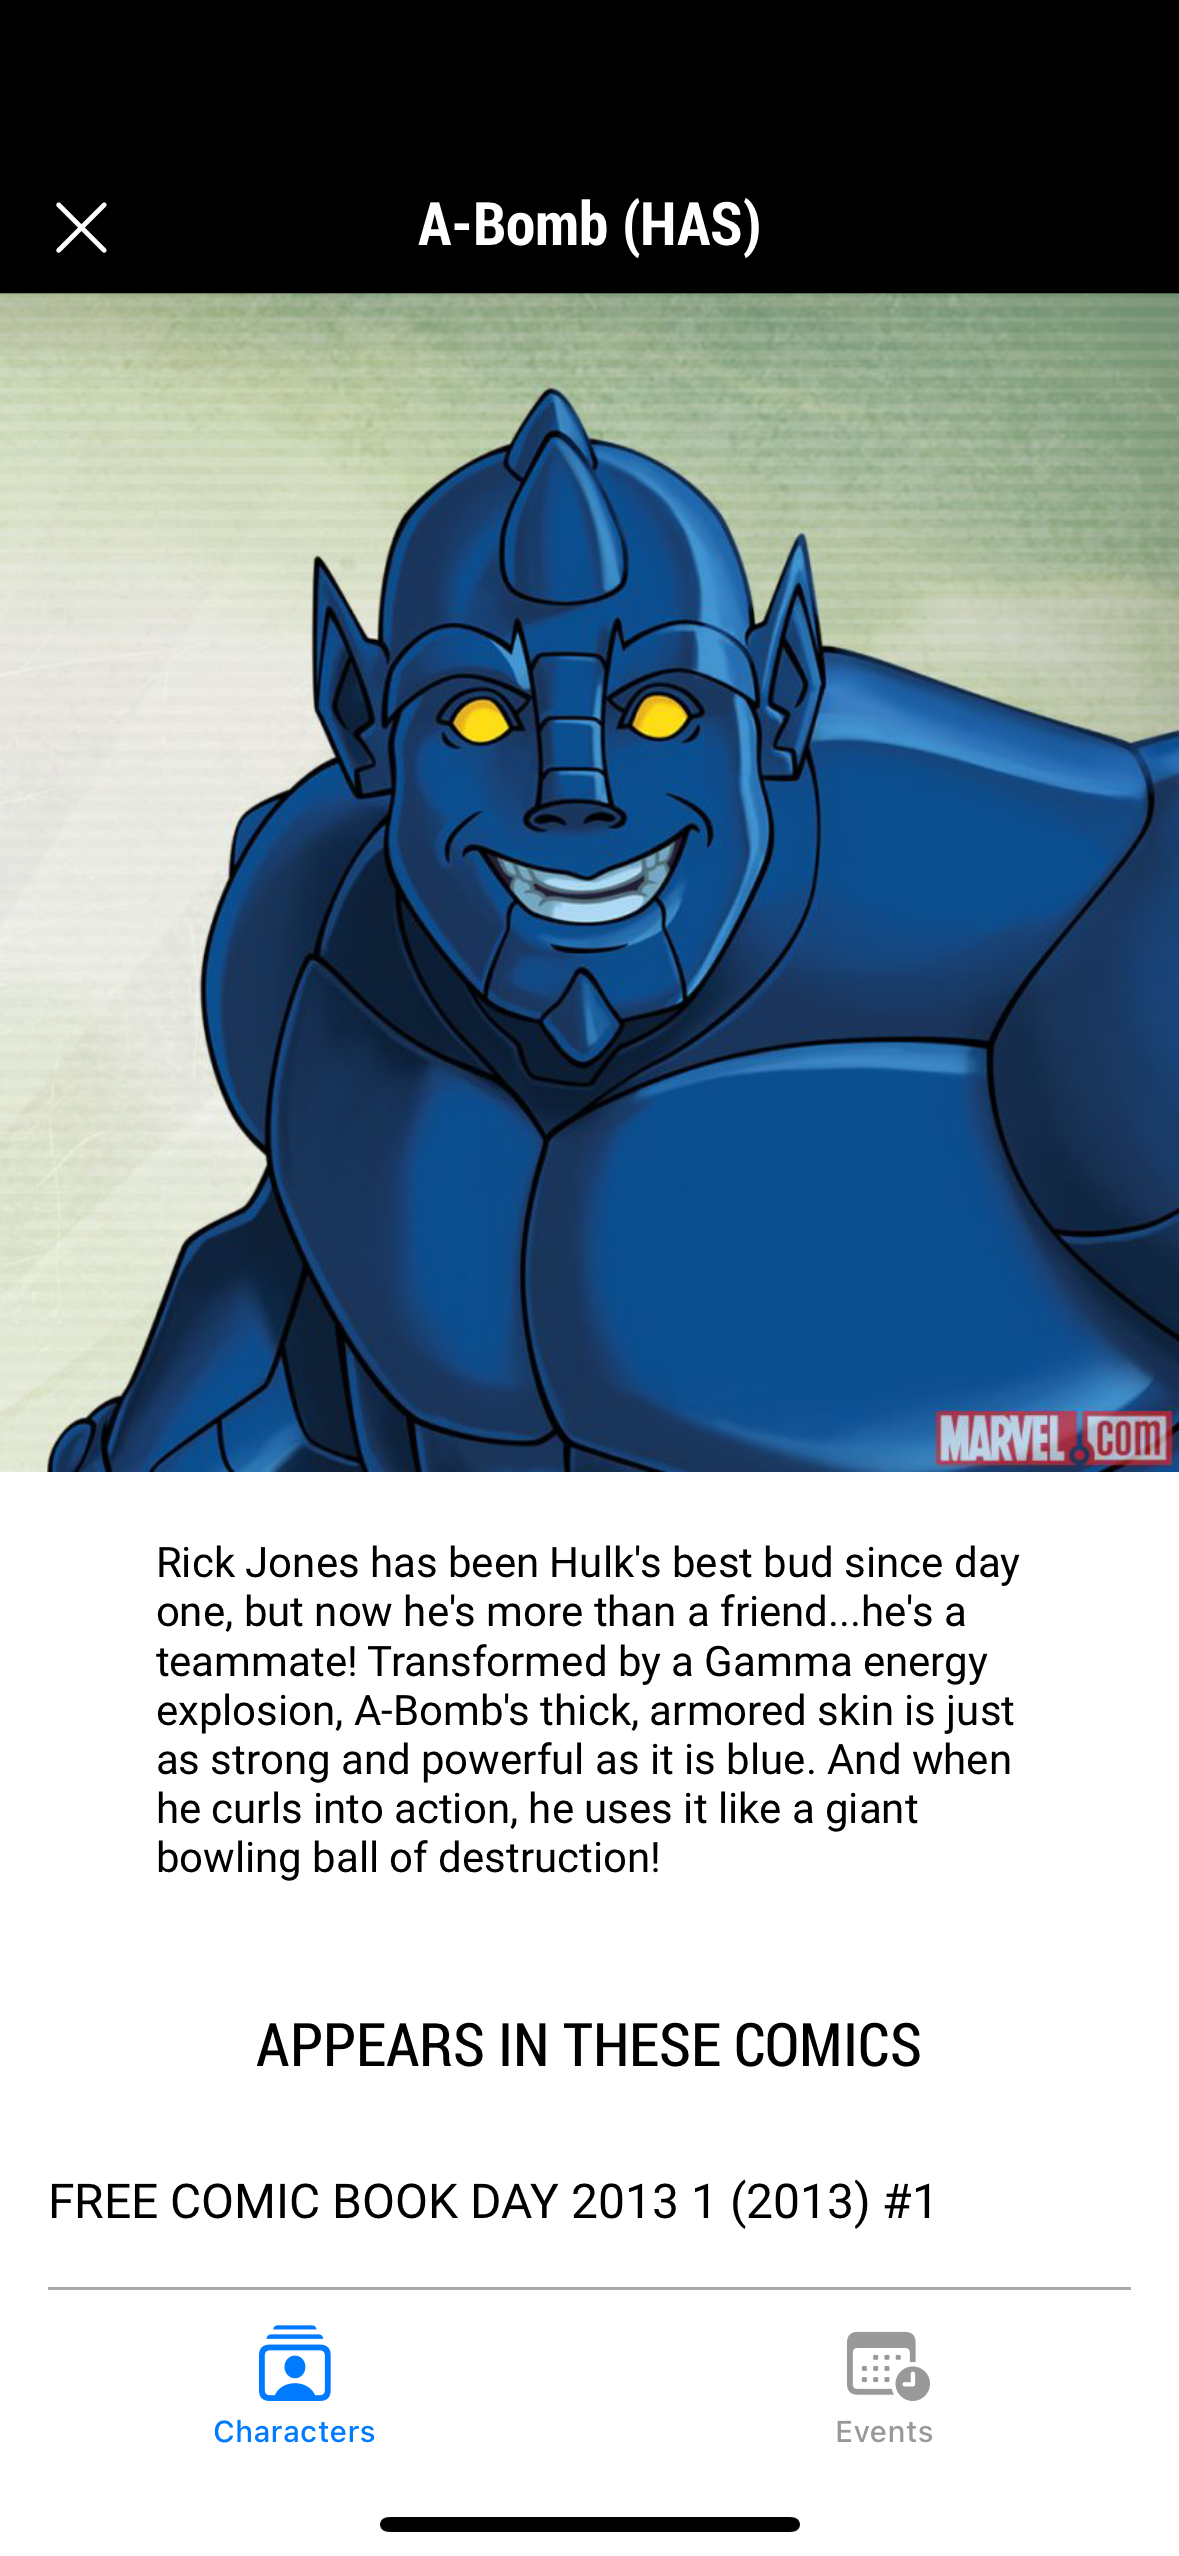 A-Bomb (HAS)
MARVEL.com
Rick Jones has been Hulk's best bud since day
one, but now he's more than a friend...he's a
teammate! Transformed by a Gamma energy
explosion, A-Bomb's thick, armored skin is just
as strong and powerful as it is blue. And when
he curls into action, he uses it like a giant
bowling ball of destruction!
APPEARS IN THESE COMICS
FREE COMIC BOOK DAY 2013 1 (2013) #1
Characters
Events